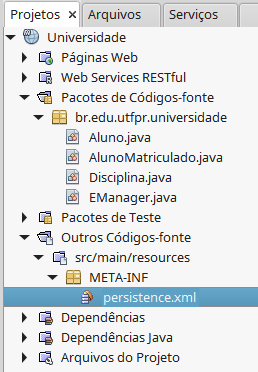 Projetos × Arquivos Serviços
Universidade
Páginas Web
Web Services RESTful
Pacotes de Códigos-fonte
br.edu.utfpr.universidade
Aluno.java
AlunoMatriculado.java
Disciplina.java
EManager.java
Pacotes de Teste
Outros Códigos-fonte
src/main/resources
META-INF
persistence.xml
Dependências
Dependências Java
Arquivos do Projeto